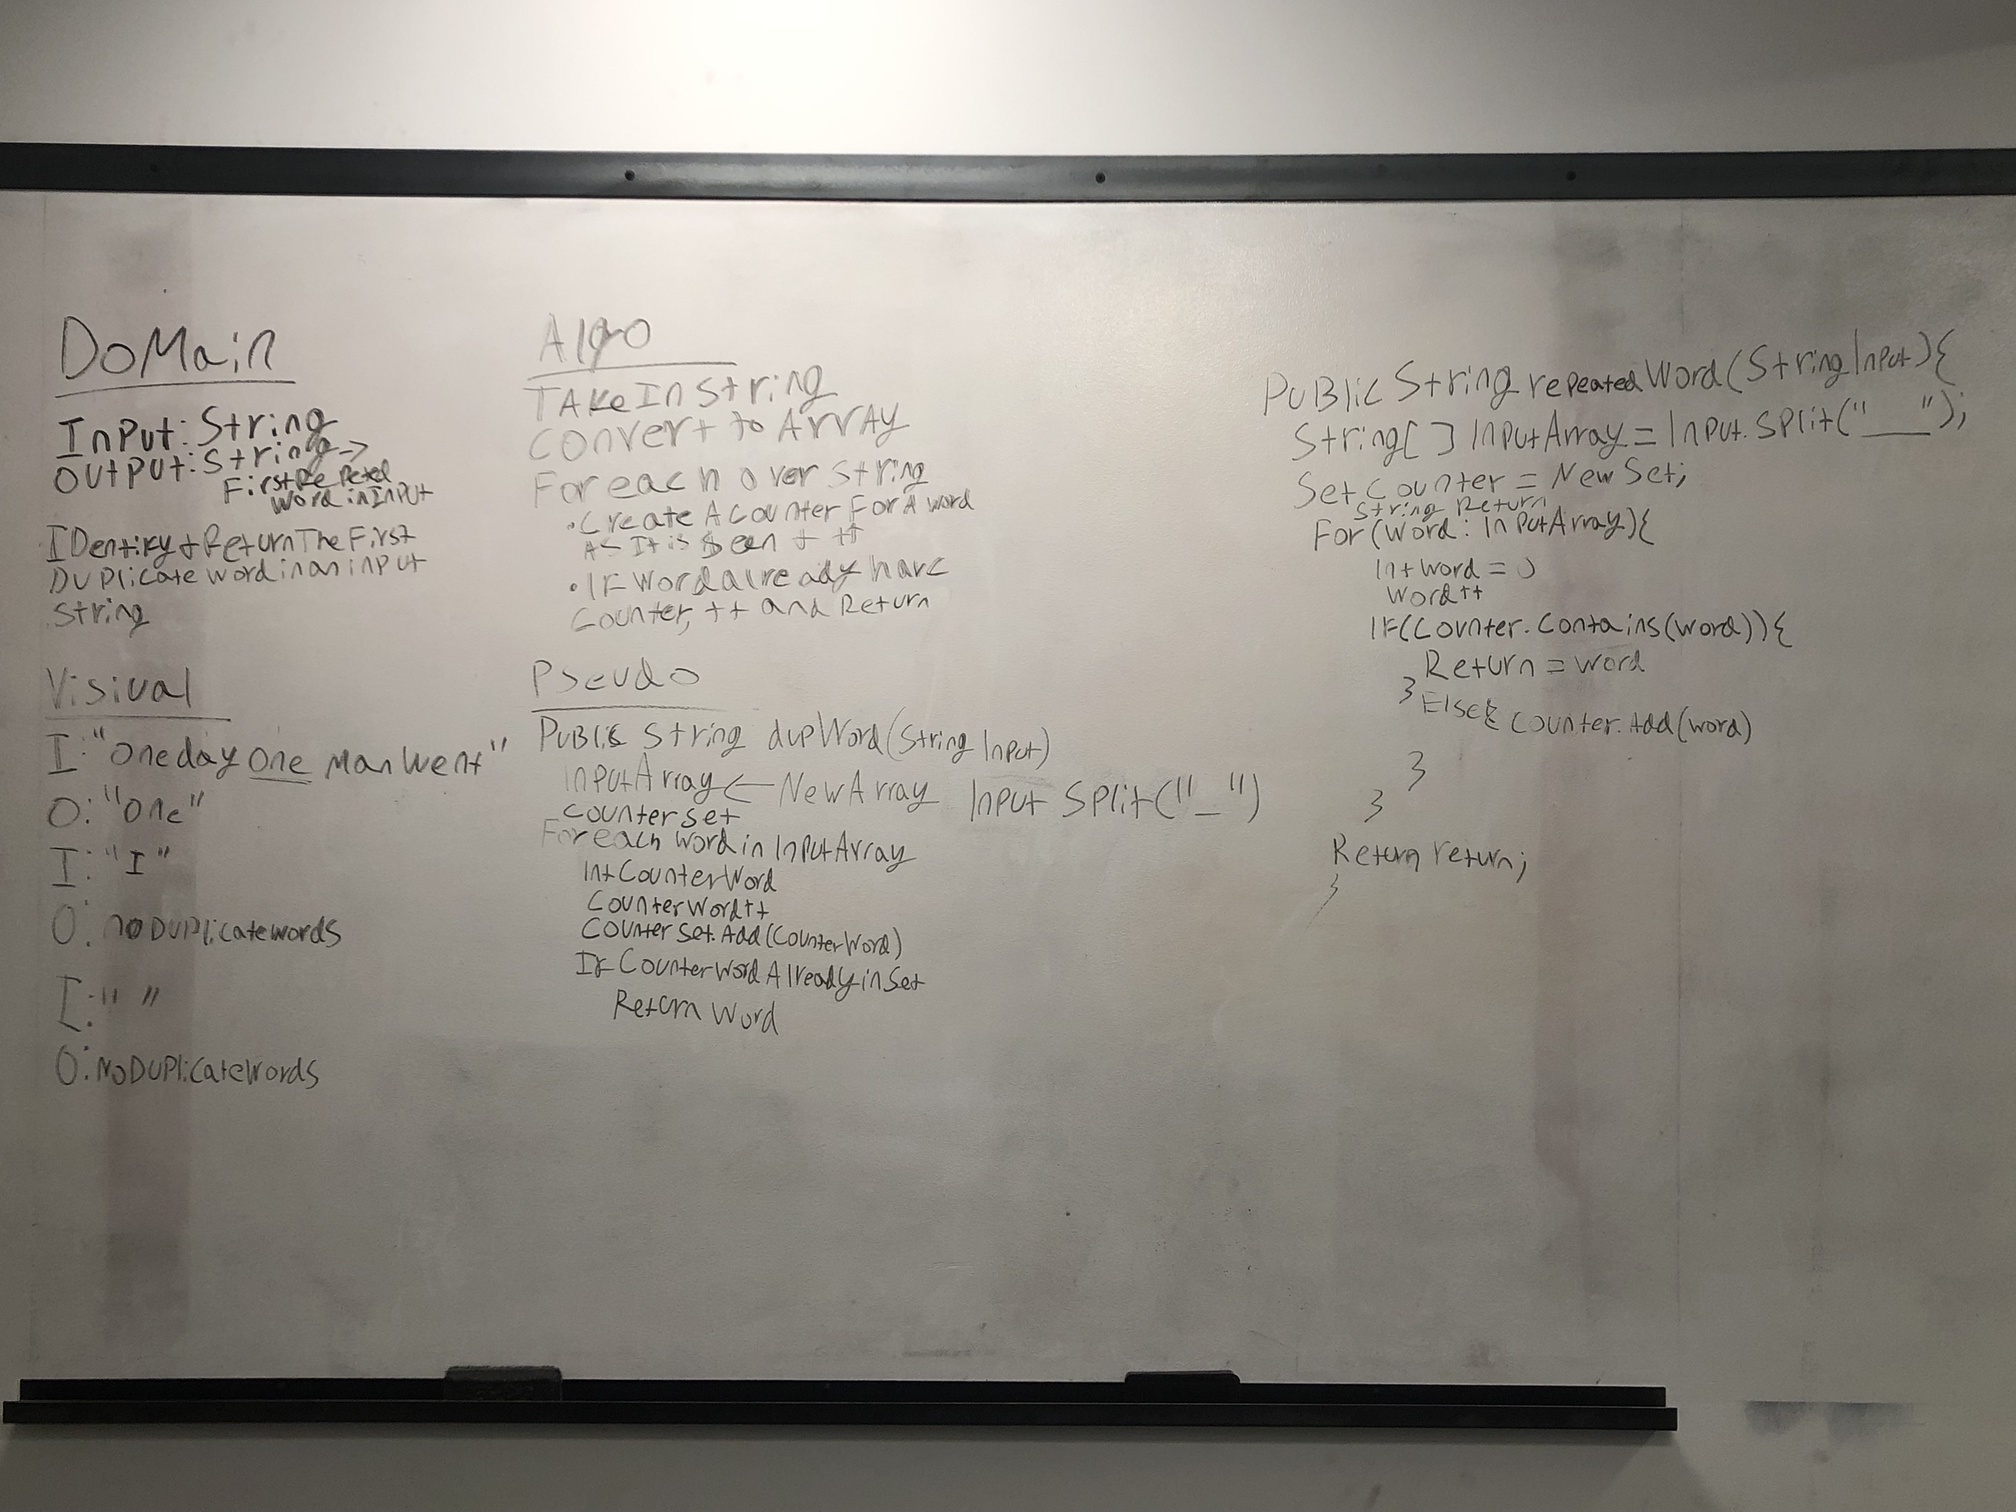 DoMain
InPut: String
OutPut: String →
First RePeted
Word in InPut
IDentify + Return The First
DUPlicate word in an inPut
String
Visival
I: "One day One Man Went"
O: "One"
I: "I"
O: no DUPlicate words
I: " "
O: No DUPlicate Words
Algo
TAke In String
Convert to ARRAY
For each over String
• Create A Counter For A word
As It is Seen + ++
• IF Word already have
Counter, ++ and Return
Pseudo
Public String dupWord(String InPut)
InPutArray ← New Array InPut Split("_")
Counter Set
For each Word in InPutArray
Int CounterWord
CounterWord++
Counter Set.Add(CounterWord)
If CounterWord Already in Set
Return Word
PUBlic String repeatedWord(String InPut){
String[] InPutArray = InPut.SPlit("__");
Set Counter = New Set;
String Return
For(Word: InPutArray){
Int Word = 0
Word++
IF(Counter.Contains(Word)){
Return = Word
} Else{ Counter.Add(Word)
}
}
Return return;
}